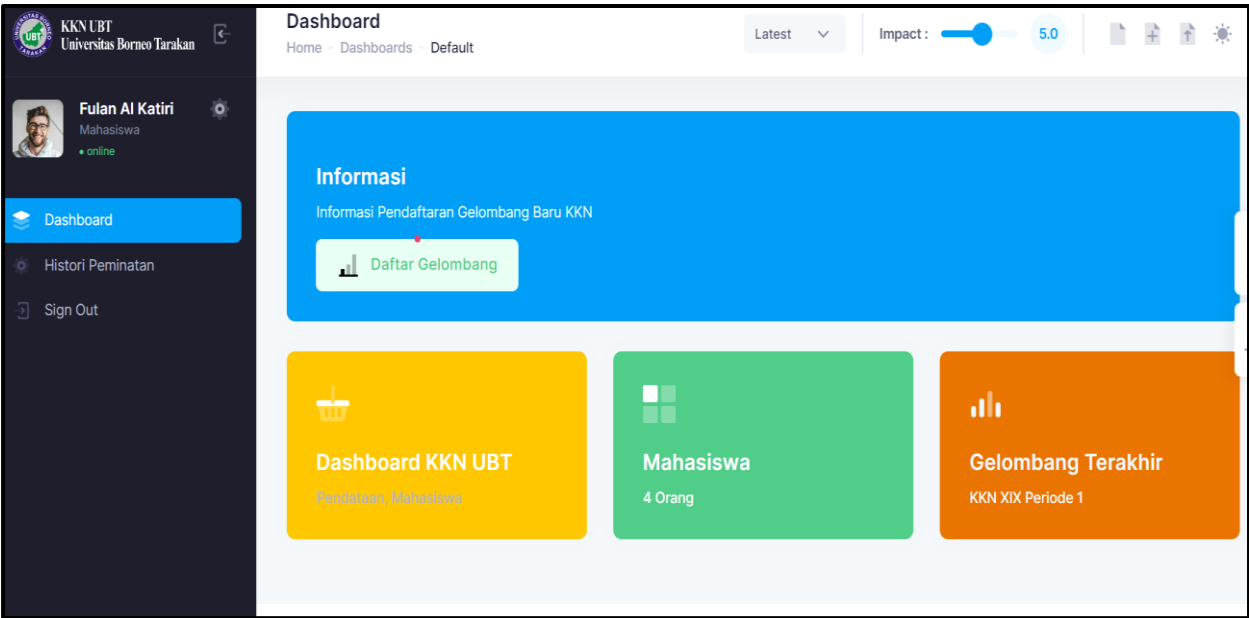 KKN UBT
Universitas Borneo Tarakan
Fulan Al Katiri
Mahasiswa
• online
Dashboard
Histori Peminatan
Sign Out
Dashboard
Home - Dashboards - Default
Latest
Impact :
5.0
Informasi
Informasi Pendaftaran Gelombang Baru KKN
Daftar Gelombang
Dashboard KKN UBT
Pendataan, Mahasiswa
Mahasiswa
4 Orang
Gelombang Terakhir
KKN XIX Periode 1